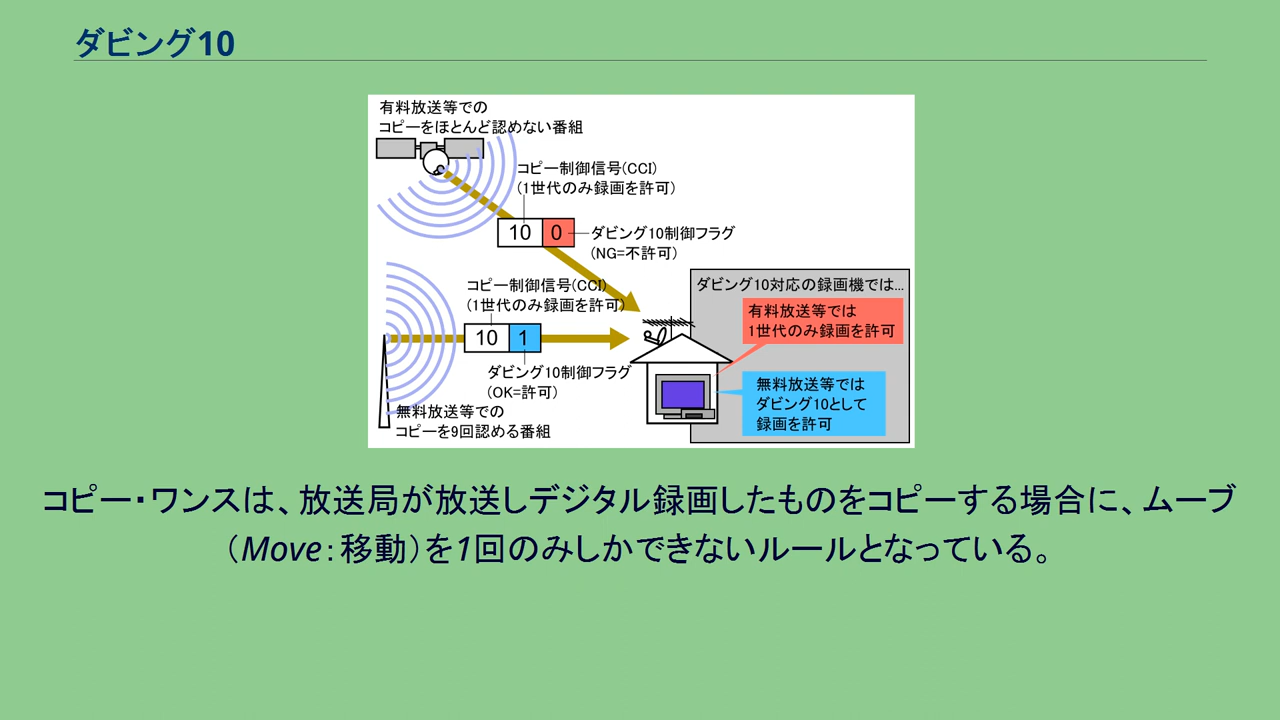 ダビング10
有料放送等での
コピーをほとんど認めない番組
コピー制御信号(CCI)
(1世代のみ録画を許可)
10 0
ダビング10制御フラグ
(NG=不許可)
コピー制御信号(CCI)
(1世代のみ録画を許可)
10 1
ダビング10制御フラグ
(OK=許可)
無料放送等での
コピーを9回認める番組
ダビング10対応の録画機では...
有料放送等では
1世代のみ録画を許可
無料放送等では
ダビング10として
録画を許可
コピー・ワンスは、放送局が放送しデジタル録画したものをコピーする場合に、ムーブ
（Move：移動）を1回のみしかできないルールとなっている。